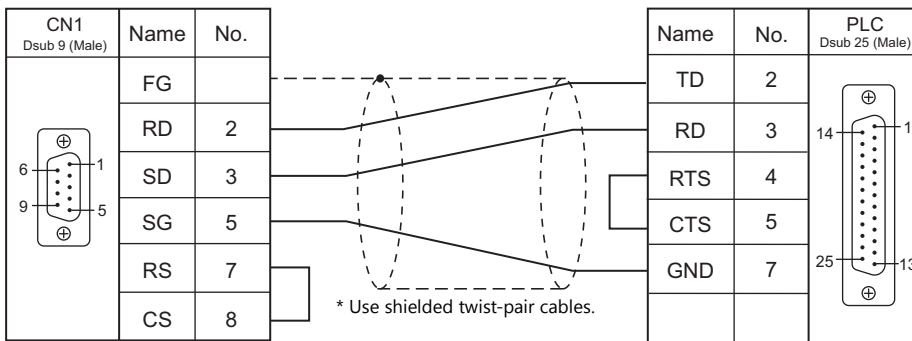 CN1
Dsub 9 (Male)
Name No.
FG
RD 2
SD 3
SG 5
RS 7
CS 8
6
1
9
5
* Use shielded twist-pair cables.
Name No.
PLC
Dsub 25 (Male)
TD 2
RD 3
RTS 4
CTS 5
GND 7
14
1
25
13